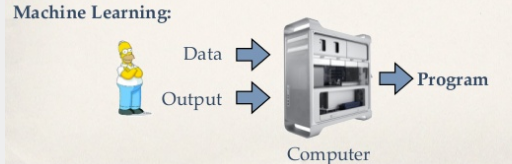 Machine Learning:
Data
Output
Program
Computer